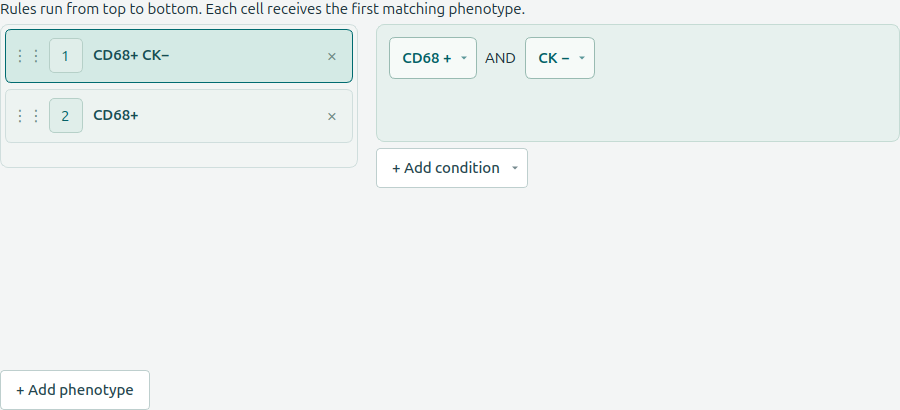 Rules run from top to bottom. Each cell receives the first matching phenotype.
1 CD68+ CK− ×
2 CD68+ ×
CD68 + AND CK −
+ Add condition
+ Add phenotype